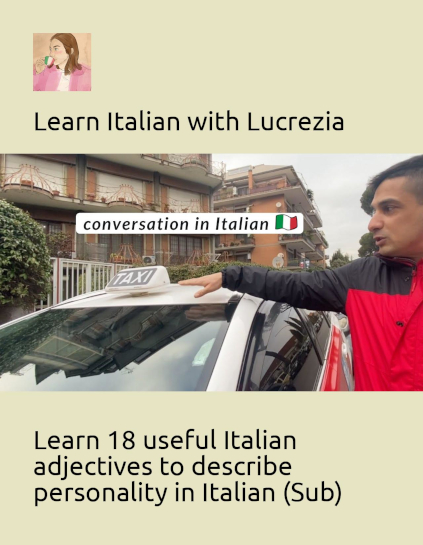 Learn Italian with Lucrezia
conversation in Italian 🇮🇹
TAXI
Learn 18 useful Italian
adjectives to describe
personality in Italian (Sub)